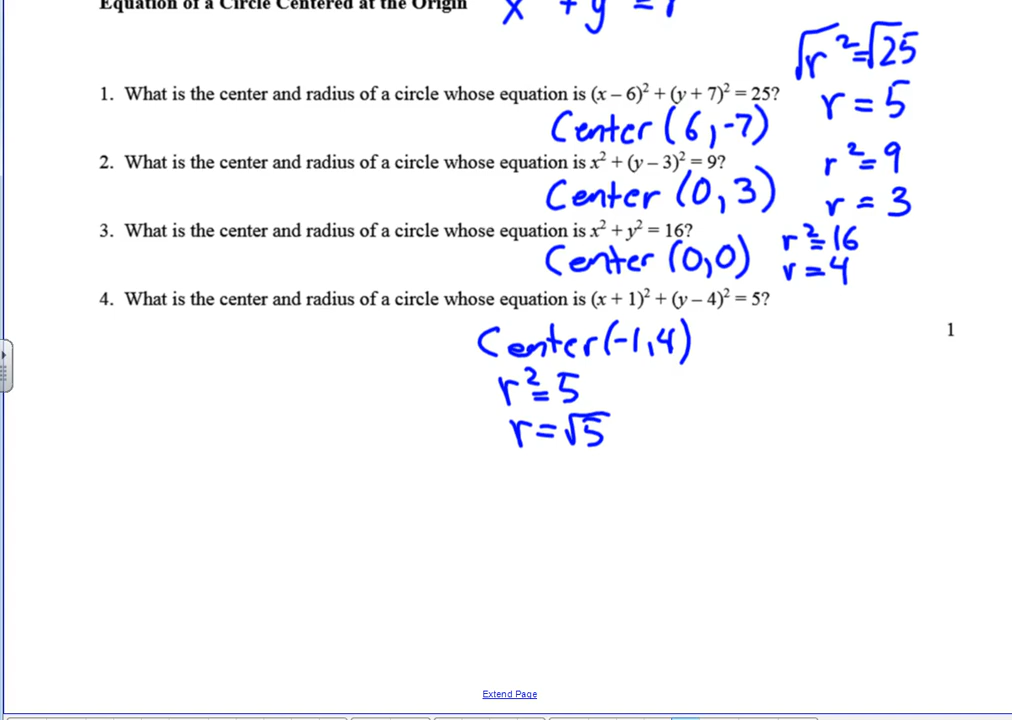 Equation of a Circle Centered at the Origin
x + y = r
√r² = √25
1. What is the center and radius of a circle whose equation is (x – 6)² + (y + 7)² = 25?
r = 5
Center (6, -7)
2. What is the center and radius of a circle whose equation is x² + (y – 3)² = 9?
r² = 9
Center (0, 3)
r = 3
3. What is the center and radius of a circle whose equation is x² + y² = 16?
r² = 16
Center (0,0)
r = 4
4. What is the center and radius of a circle whose equation is (x + 1)² + (y – 4)² = 5?
1
Center (-1, 4)
r² = 5
r = √5
Extend Page